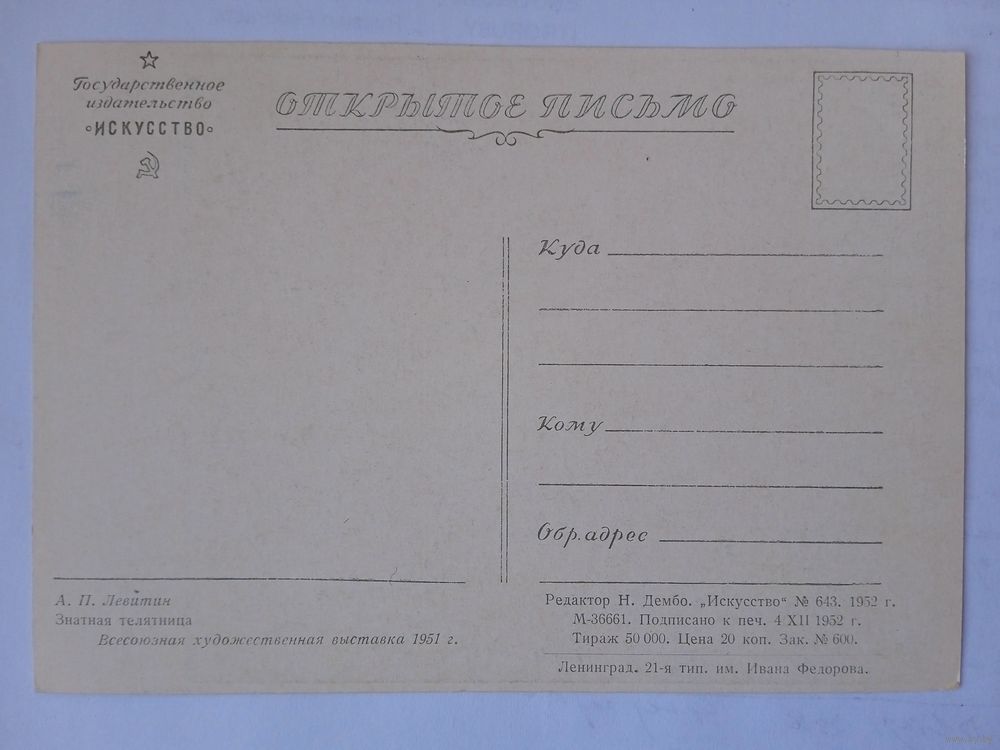 Государственное
издательство
«ИСКУССТВО»
ОТКРЫТОЕ ПИСЬМО
Куда
Кому
Обр. адрес
А. П. Левитин
Знатная телятница
Всесоюзная художественная выставка 1951 г.
Редактор Н. Дембо. „Искусство“ № 643. 1952 г.
М-36661. Подписано к печ. 4 XII 1952 г.
Тираж 50 000. Цена 20 коп. Зак. № 600.
Ленинград. 21-я тип. им. Ивана Федорова.